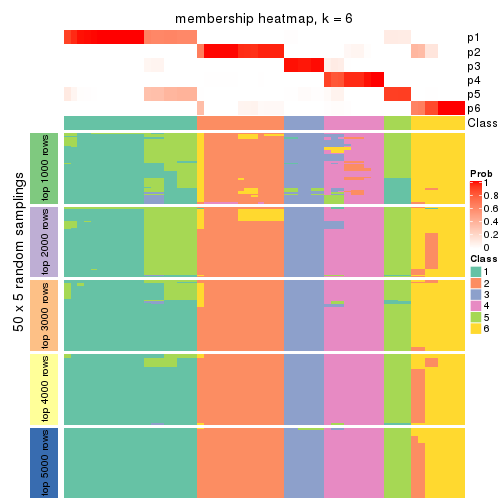 membership heatmap, k = 6
p1
p2
p3
p4
p5
p6
Class
50 x 5 random samplings
top 1000 rows
top 2000 rows
top 3000 rows
top 4000 rows
top 5000 rows
Prob
1
0.8
0.6
0.4
0.2
0
Class
1
2
3
4
5
6